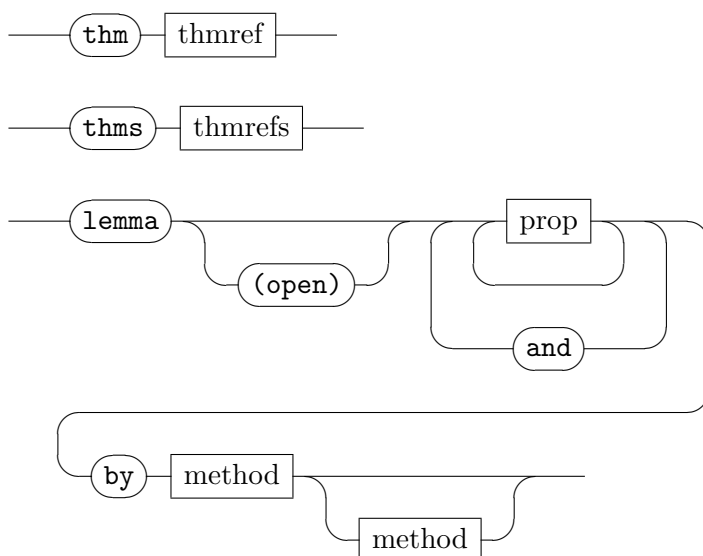 thm thmref
thms thmrefs
lemma prop
(open)
and
by method
method